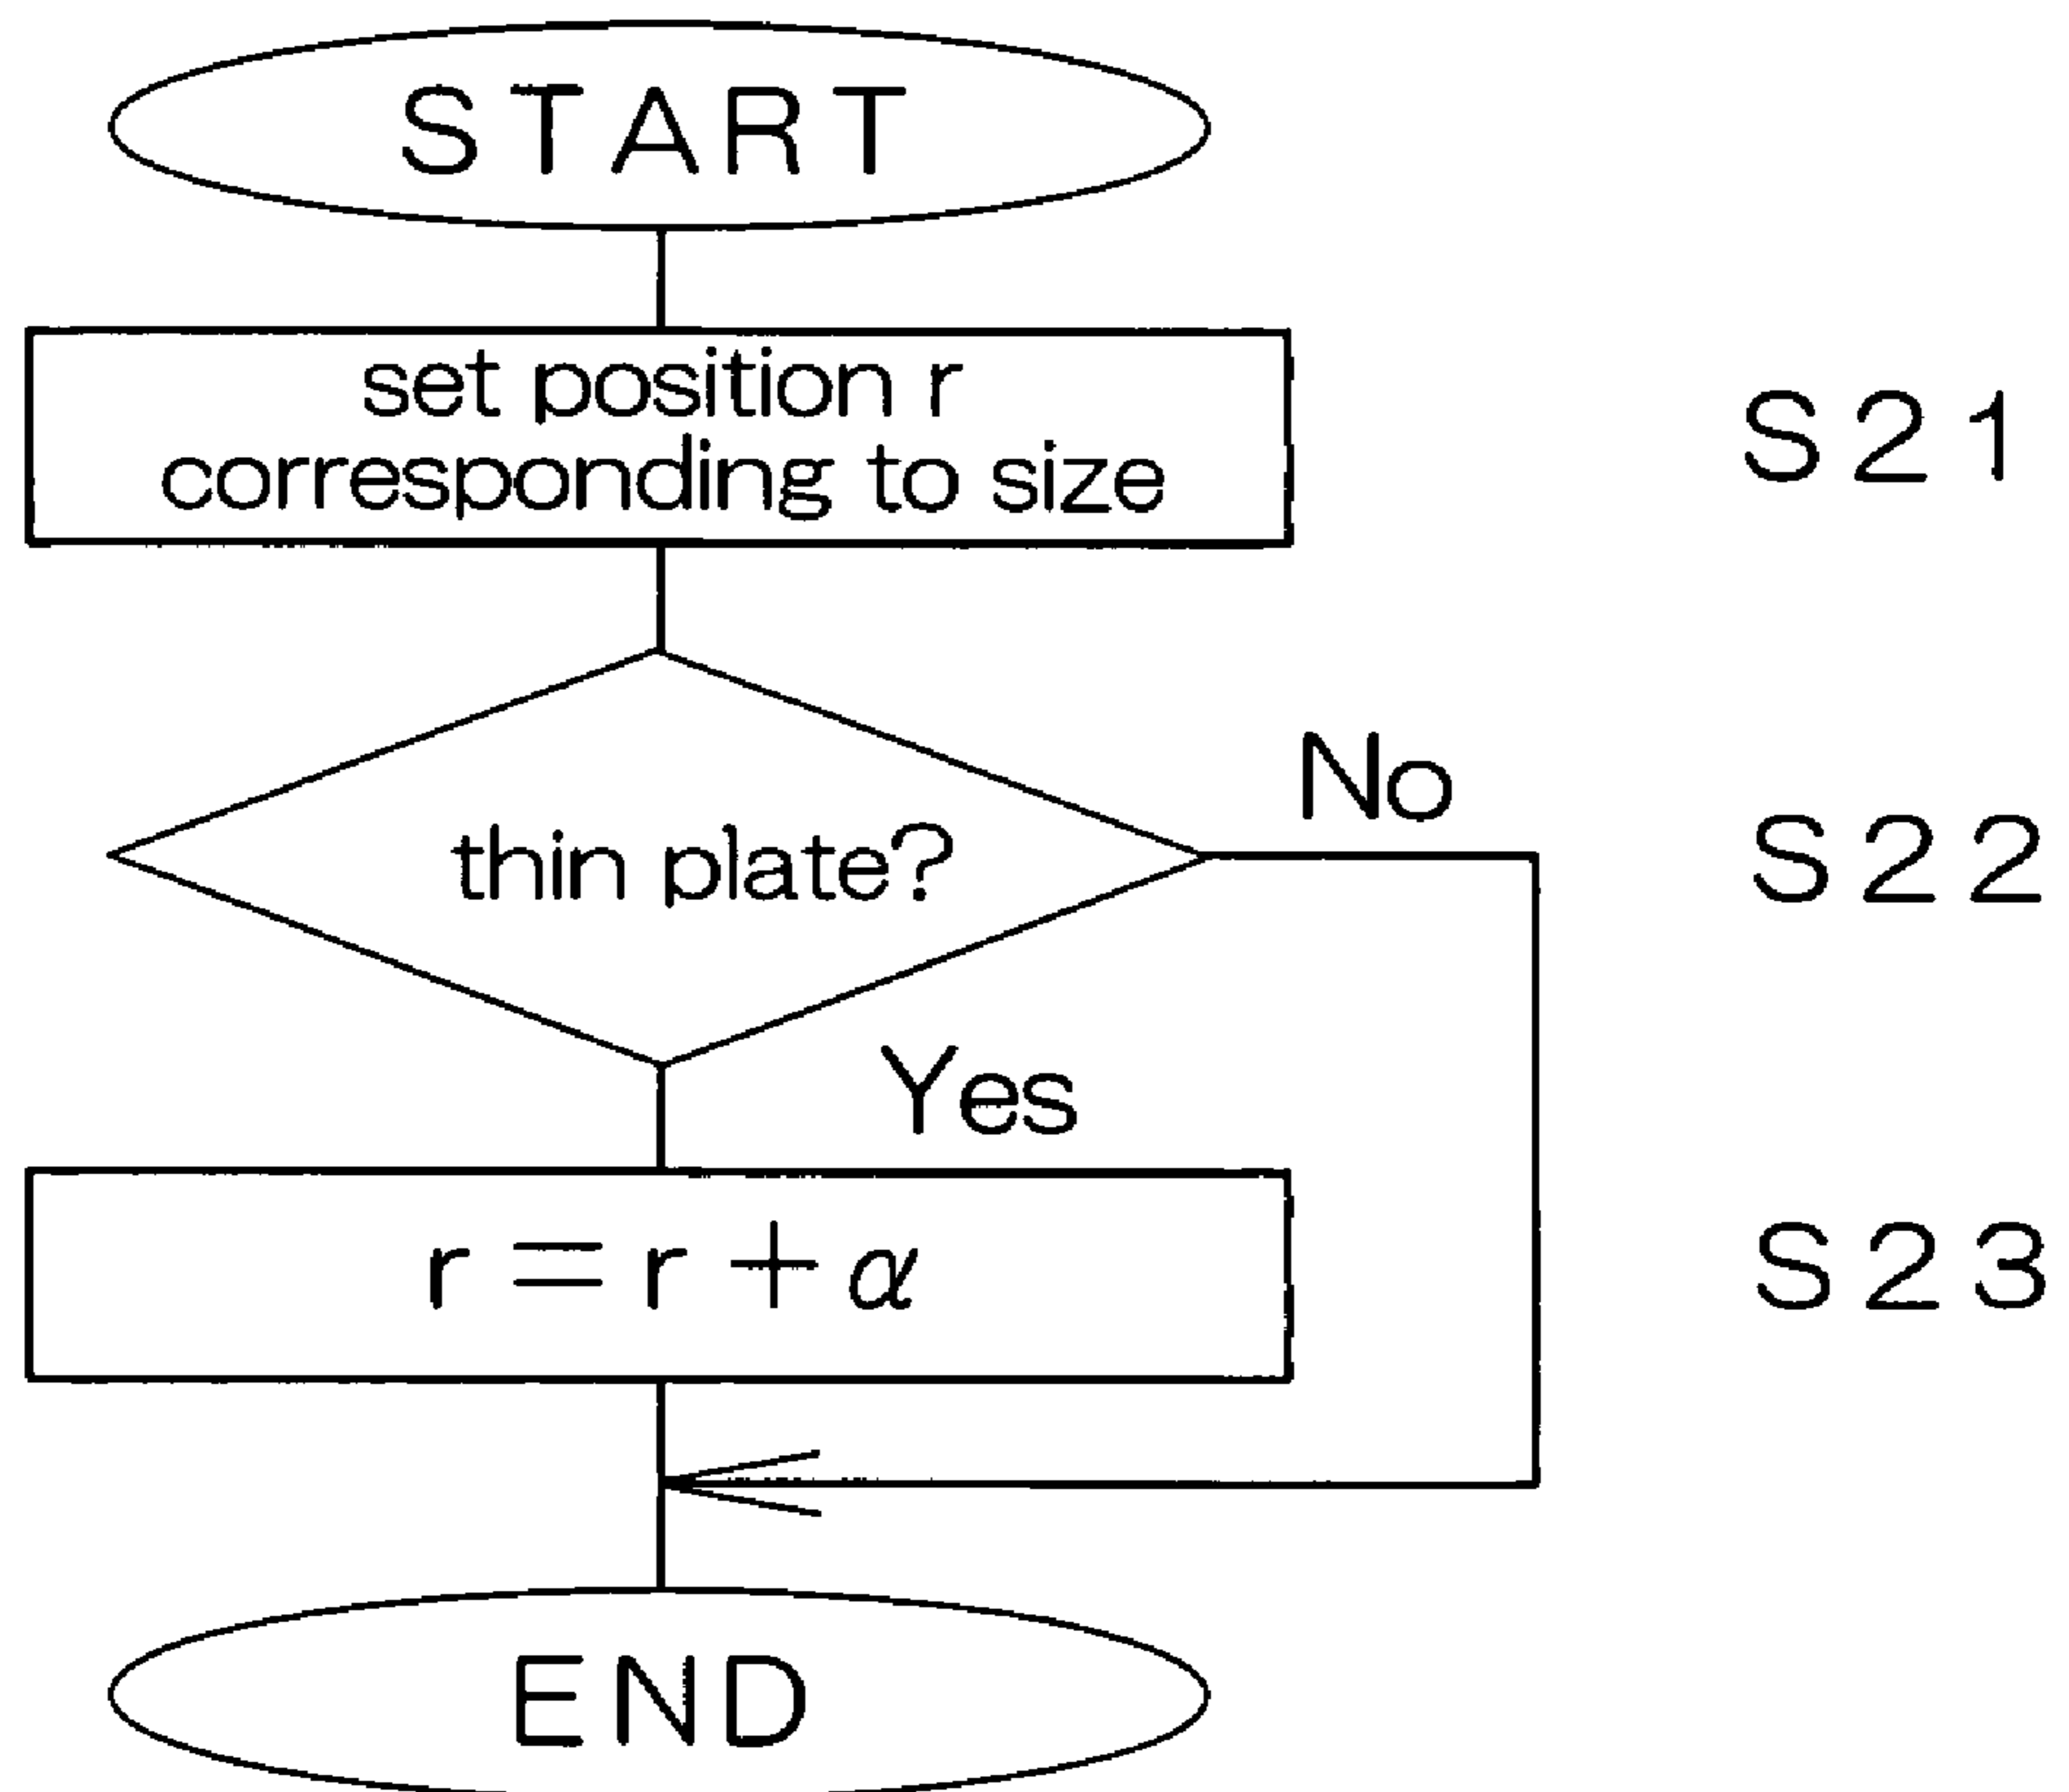 START
set position r
corresponding to size
S21
No
thin plate?
S22
Yes
r = r + α
S23
END